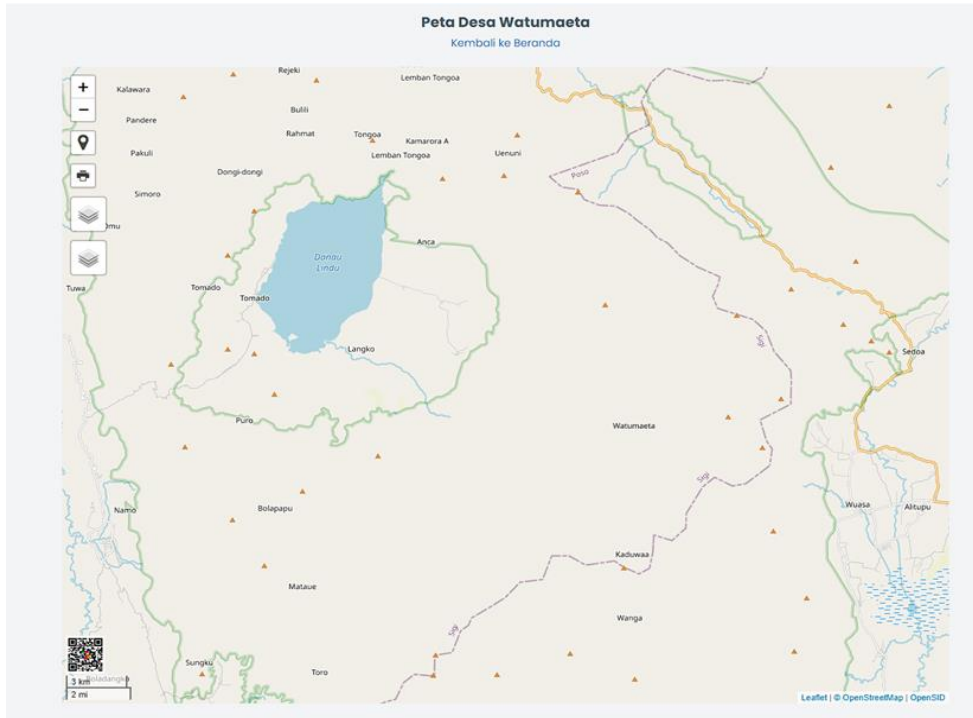 Peta Desa Watumaeta
Kembali ke Beranda
+
−
Rejeki
Lemban Tongoa
Kalawara
Bulili
Pandere
Rahmat
Tongoa
Kamarora A
Pakuli
Lemban Tongoa
Uenuni
Dongi-dongi
Poso
Simoro
Omu
Anca
Danau
Lindu
Tuwa
Tomado
Tomado
Langko
Sigi
Sedoa
Puro
Watumaeta
Sigi
Namo
Bolapapu
Wuasa
Alitupu
Kaduwaa
Mataue
Wanga
Sigi
Sungku
Toro
3 km
Boladangko
2 mi
Leaflet | © OpenStreetMap | OpenSID